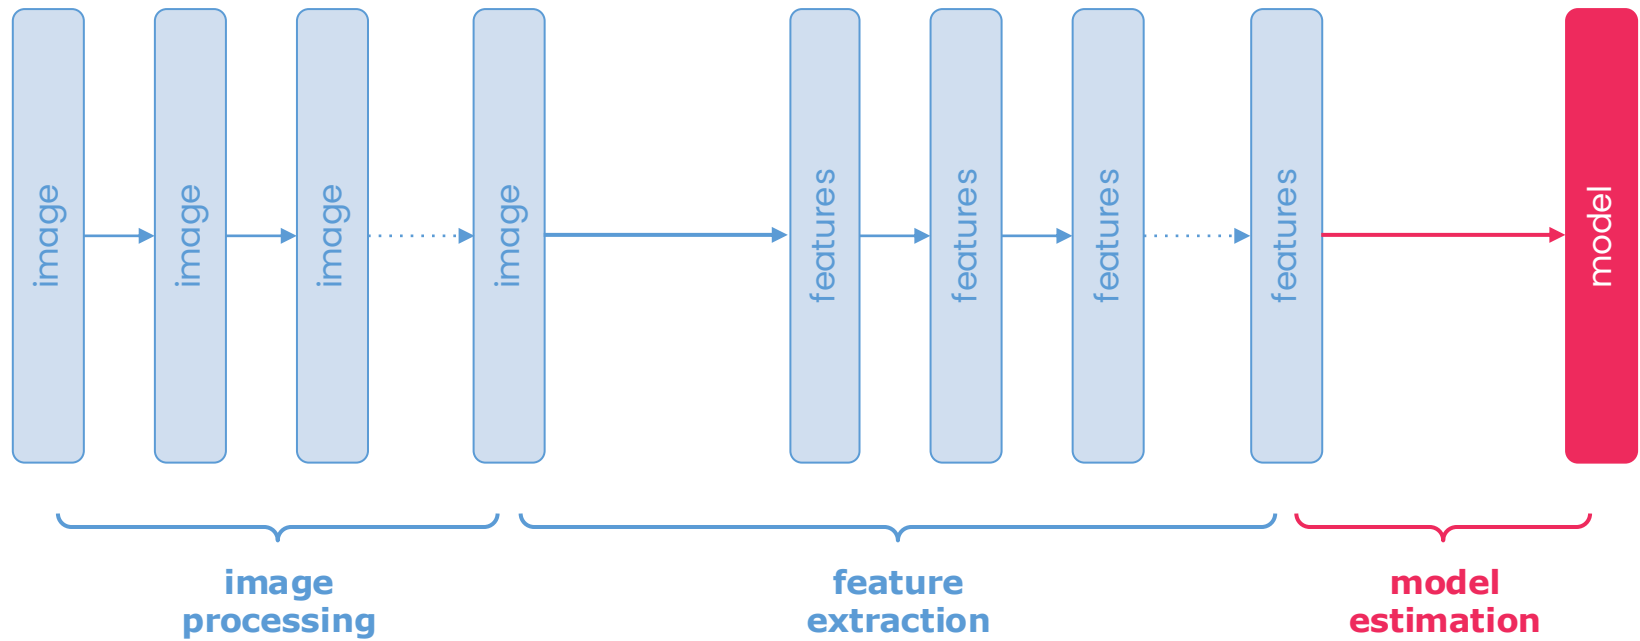 image
image
image
image
features
features
features
features
model
image
processing
feature
extraction
model
estimation